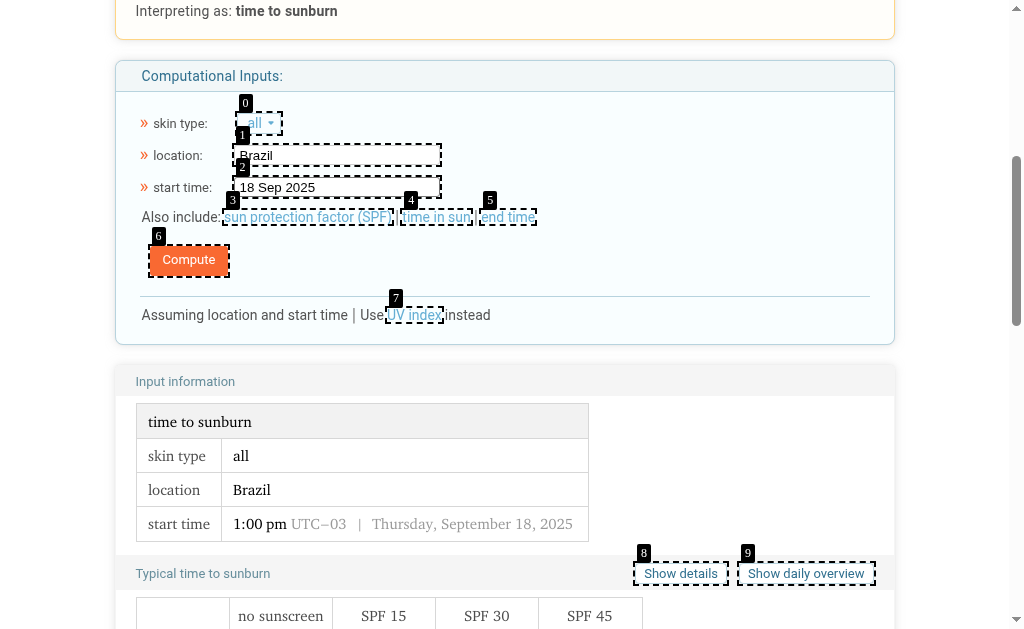 Interpreting as: time to sunburn
Computational Inputs:
0
» skin type: all
1
» location: Brazil
2
» start time: 18 Sep 2025
3 4 5
Also include: sun protection factor (SPF) | time in sun | end time
6
Compute
7
Assuming location and start time | Use UV index instead
Input information
time to sunburn
skin type all
location Brazil
start time 1:00 pm UTC−03 | Thursday, September 18, 2025
8 9
Typical time to sunburn Show details Show daily overview
no sunscreen SPF 15 SPF 30 SPF 45